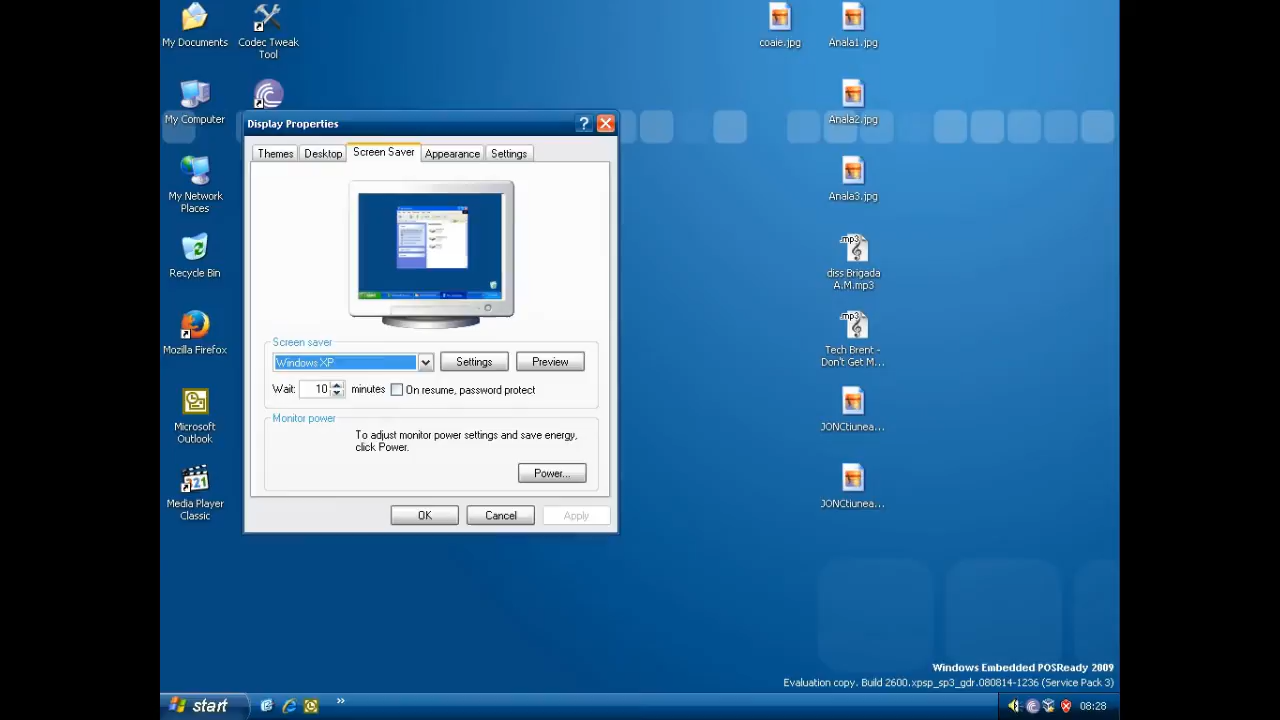 My Documents
Codec Tweak
Tool
coaie.jpg
Anala1.jpg
My Computer
Anala2.jpg
Display Properties
Themes
Desktop
Screen Saver
Appearance
Settings
My Network
Places
Anala3.jpg
Recycle Bin
mp3
diss Brigada
A.M.mp3
Mozilla Firefox
mp3
Tech Brent -
Don't Get M...
Screen saver
Windows XP
Settings
Preview
Wait: 10 minutes
On resume, password protect
Microsoft
Outlook
JONCtiunea...
Monitor power
To adjust monitor power settings and save energy,
click Power.
Power...
321
Media Player
Classic
JONCtiunea...
OK
Cancel
Apply
Windows Embedded POSReady 2009
Evaluation copy. Build 2600.xpsp_sp3_gdr.080814-1236 (Service Pack 3)
start
08:28